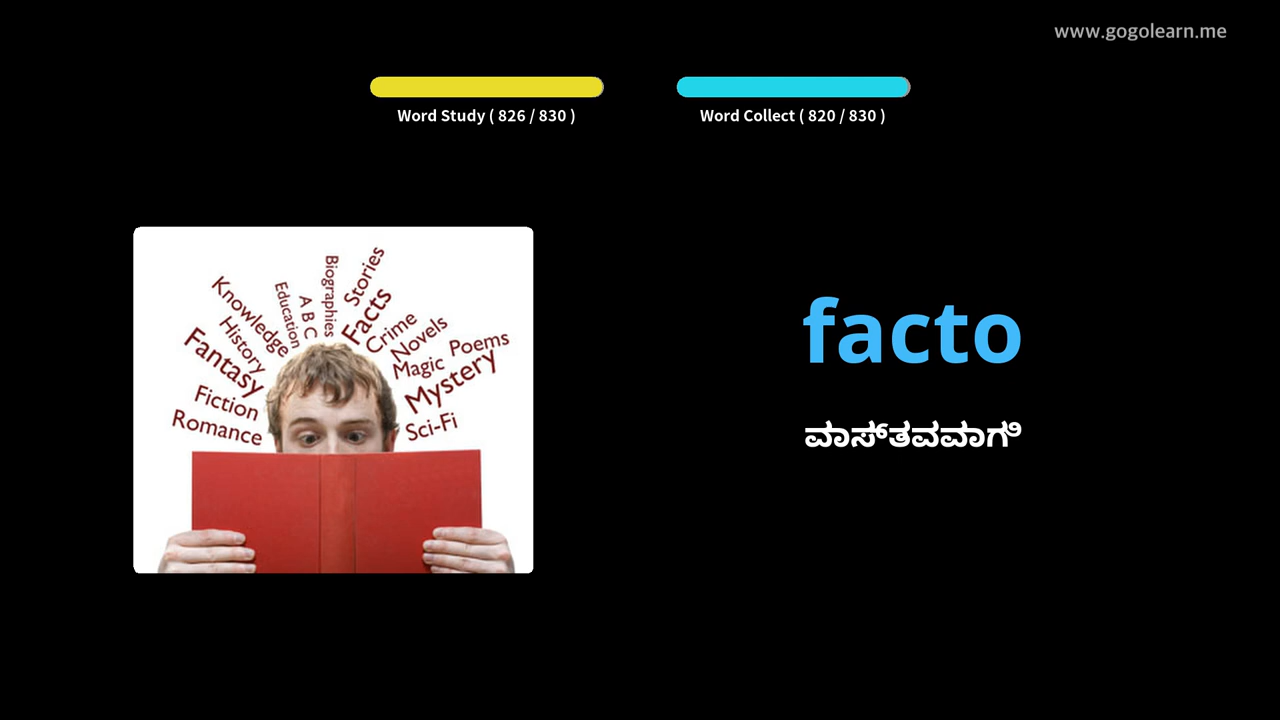 www.gogolearn.me
Word Study ( 826 / 830 )
Word Collect ( 820 / 830 )
Knowledge
Education
A B C
Biographies
Stories
Facts
Crime
Novels
Poems
Magic
Mystery
Sci-Fi
History
Fantasy
Fiction
Romance
facto
ವಾಸ್ತವವಾಗಿ